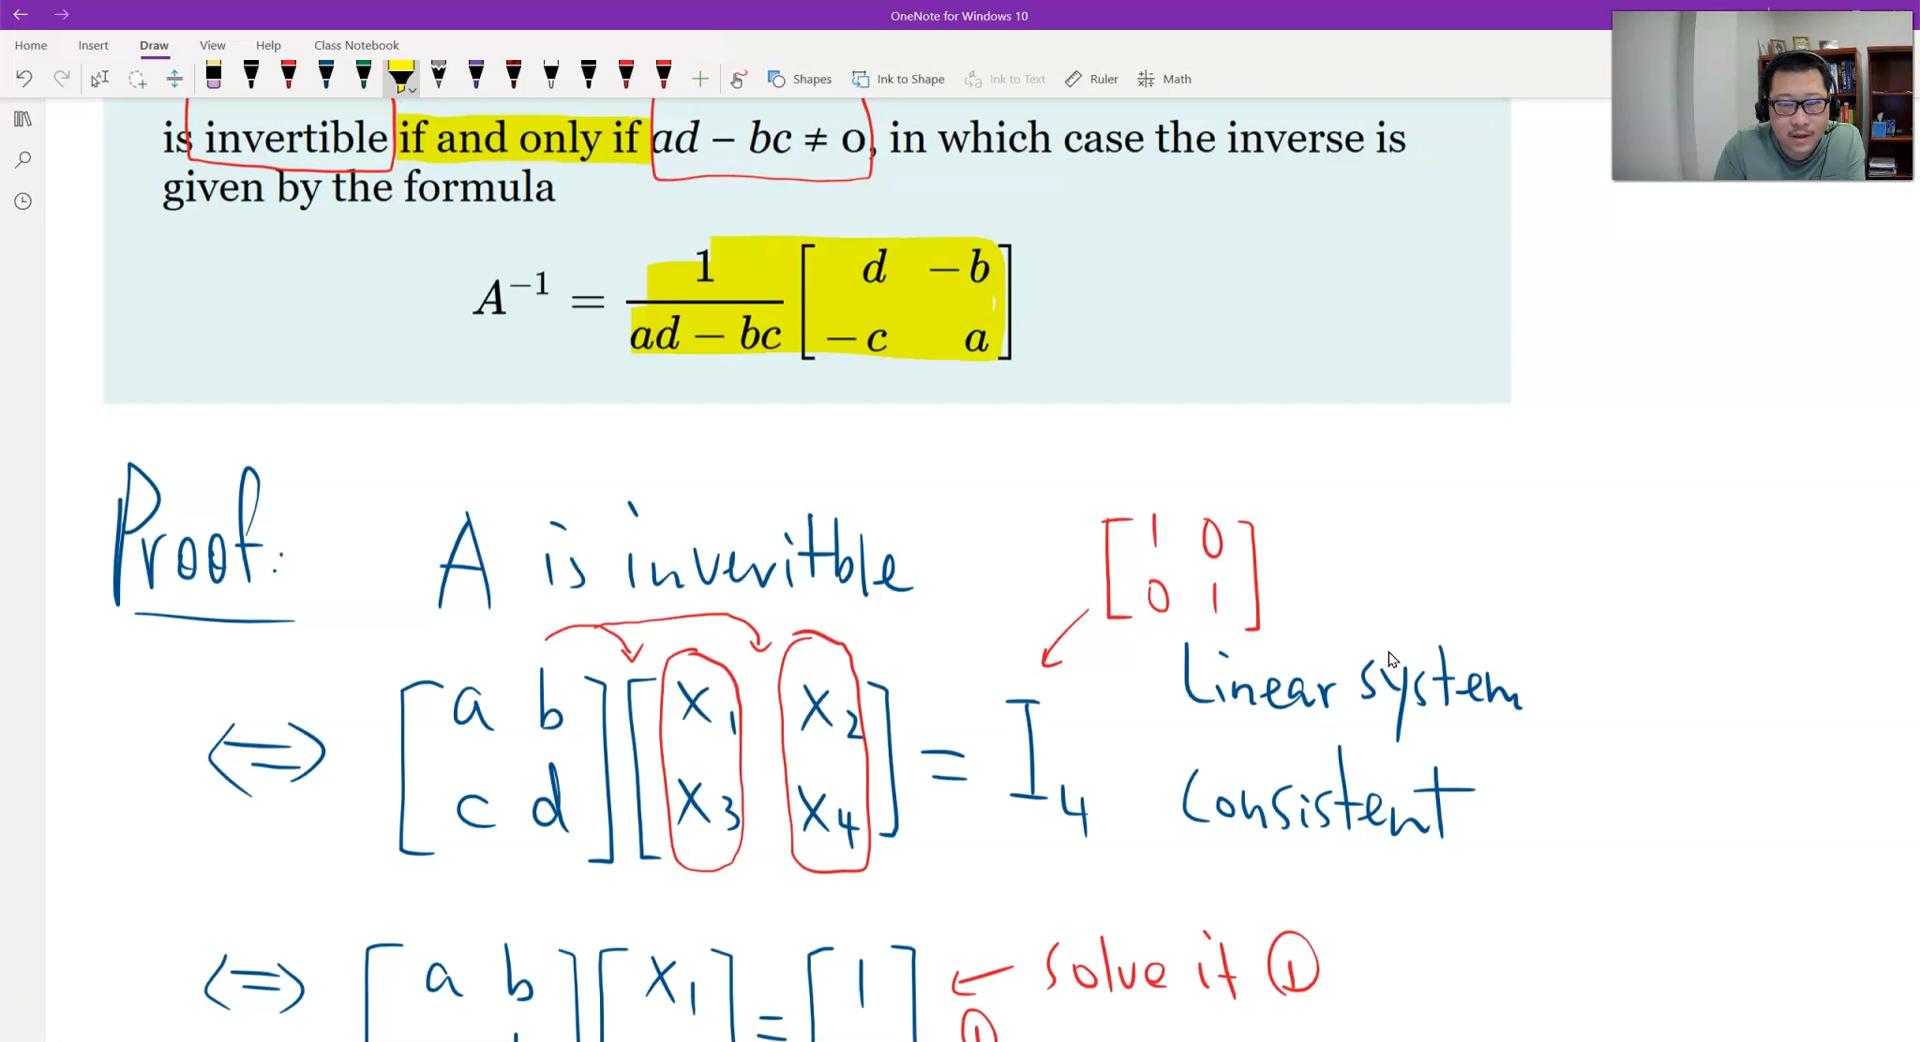 OneNote for Windows 10
Home Insert Draw View Help Class Notebook
Shapes Ink to Shape Ink to Text Ruler Math
is invertible if and only if ad − bc ≠ 0, in which case the inverse is
given by the formula
A⁻¹ = 1/(ad − bc) [ d −b
−c a ]
Proof: A is inveritble
[ 1 0
0 1 ]
⇔ [ a b
c d ] [ x₁ x₂
x₃ x₄ ] = I₄
Linear system
Consistent
⇔ [ a b [ x₁ ] = [ 1 ] ← solve it ①
①